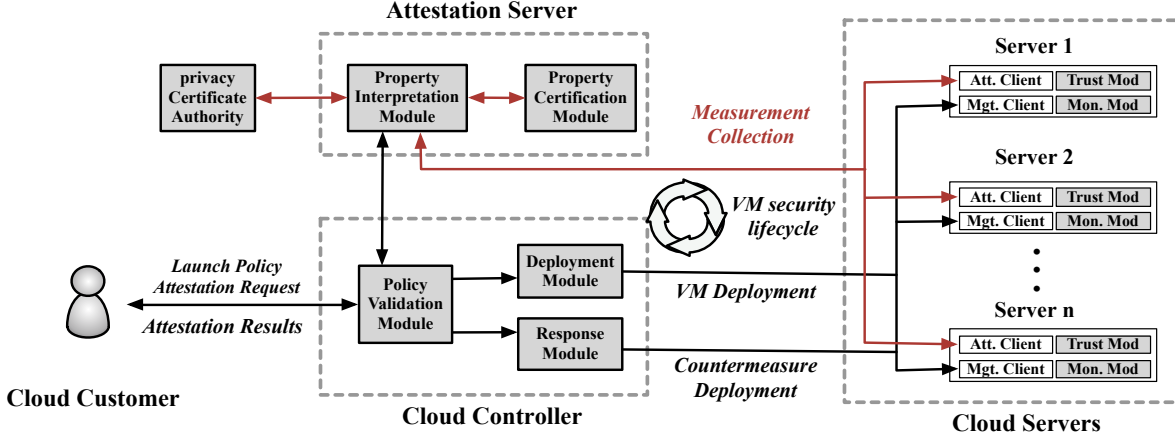 Attestation Server
privacy
Certificate
Authority
Property
Interpretation
Module
Property
Certification
Module
Measurement
Collection
VM security
lifecycle
Launch Policy
Attestation Request
Attestation Results
Policy
Validation
Module
Deployment
Module
Response
Module
VM Deployment
Countermeasure
Deployment
Cloud Customer
Cloud Controller
Server 1
Att. Client Trust Mod
Mgt. Client Mon. Mod
Server 2
Att. Client Trust Mod
Mgt. Client Mon. Mod
Server n
Att. Client Trust Mod
Mgt. Client Mon. Mod
Cloud Servers